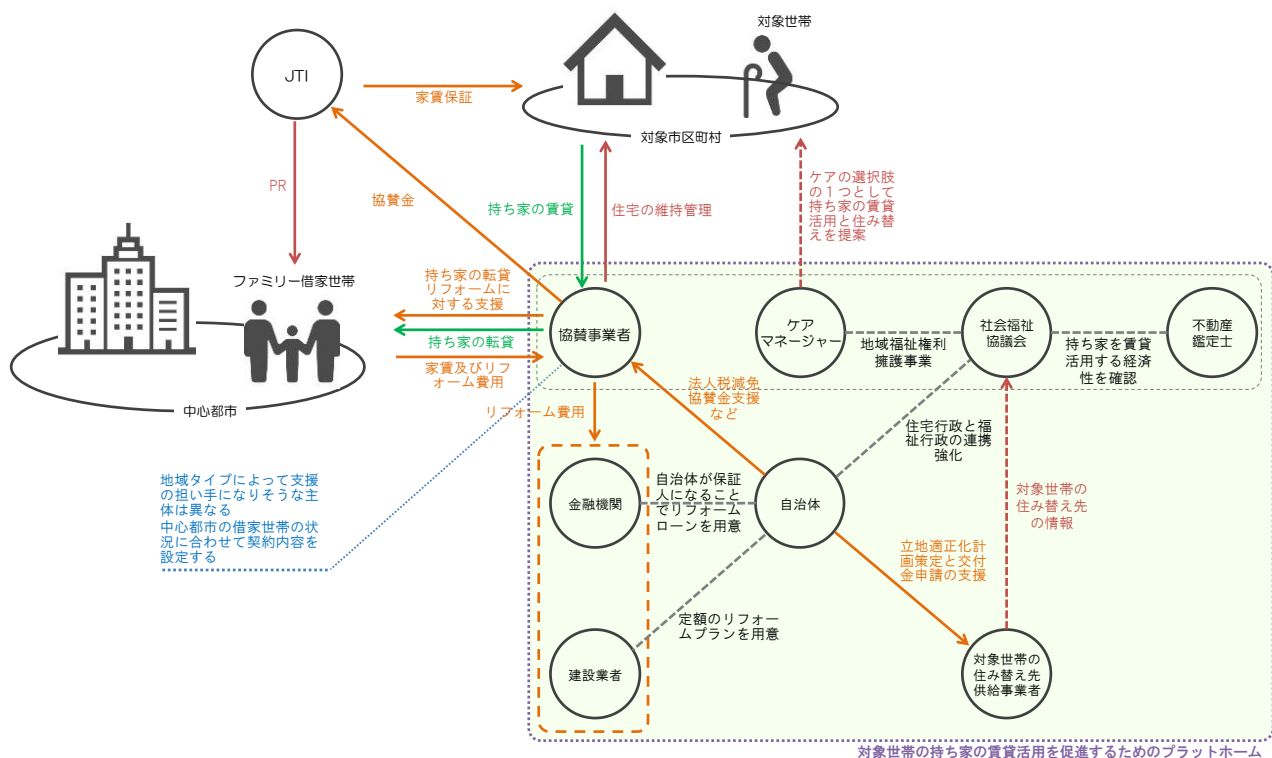 対象世帯
JTI
家賃保証
対象市区町村
PR
協賛金
持ち家の賃貸
住宅の維持管理
ケアの選択肢
の１つとして
持ち家の賃貸
活用と住み替
えを提案
ファミリー借家世帯
中心都市
持ち家の転貸
リフォームに
対する支援
持ち家の転貸
家賃及びリフ
ォーム費用
協賛事業者
ケア
マネージャー
地域福祉権利
擁護事業
社会福祉
協議会
持ち家を賃貸
活用する経済
性を確認
不動産
鑑定士
リフォーム費用
法人税減免
協賛金支援
など
住宅行政と福
祉行政の連携
強化
地域タイプによって支援
の担い手になりそうな主
体は異なる
中心都市の借家世帯の状
況に合わせて契約内容を
設定する
金融機関
自治体が保証
人になること
でリフォーム
ローンを用意
自治体
対象世帯の
住み替え先
の情報
立地適正化計
画策定と交付
金申請の支援
定額のリフォー
ムプランを用意
建設業者
対象世帯の
住み替え先
供給事業者
対象世帯の持ち家の賃貸活用を促進するためのプラットホーム